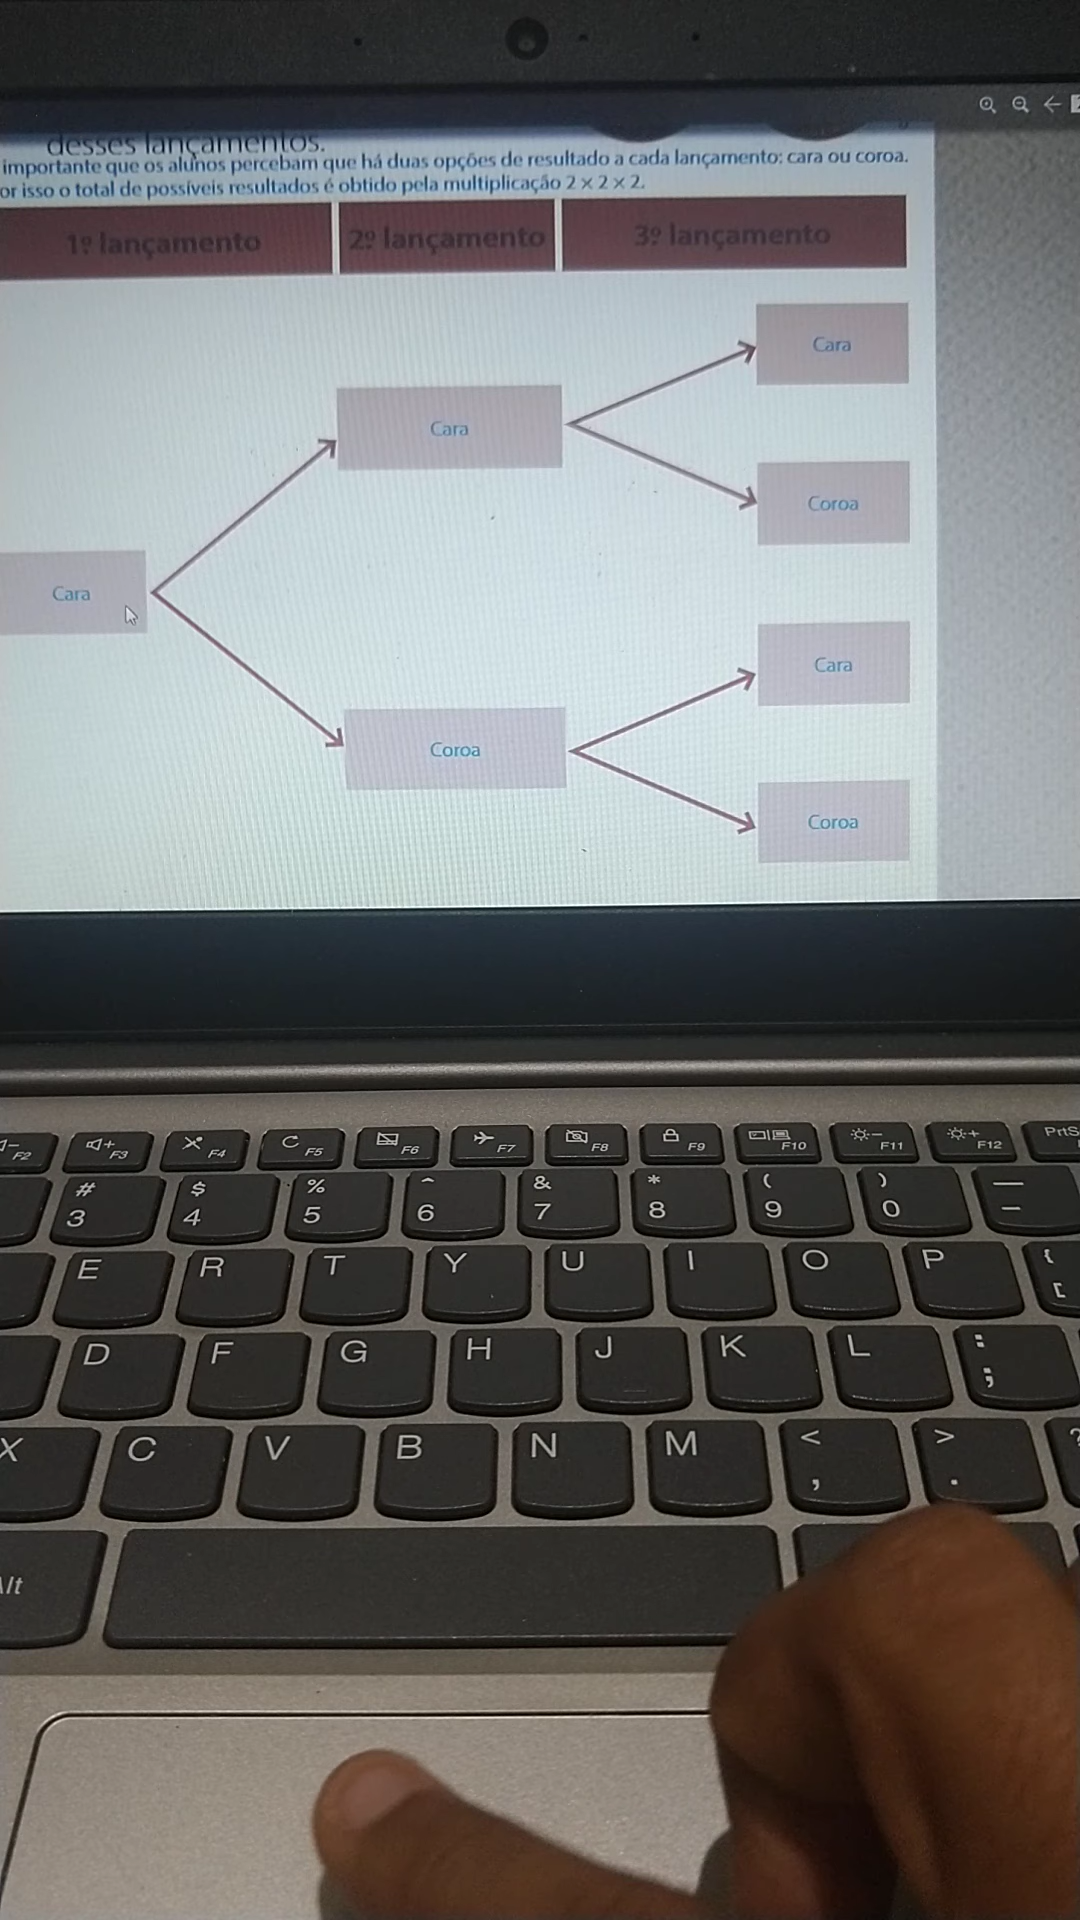 desses lançamentos.
importante que os alunos percebam que há duas opções de resultado a cada lançamento: cara ou coroa.
or isso o total de possíveis resultados é obtido pela multiplicação 2 × 2 × 2.
1º lançamento 2º lançamento 3º lançamento
Cara
Cara
Coroa
Cara
Cara
Coroa
Coroa
F2 F3 F4 F5 F6 F7 F8 F9 F10 F11 F12 PrtS
# $ % ^ & * ( ) —
3 4 5 6 7 8 9 0 –
E R T Y U I O P { [
D F G H J K L : ;
X C V B N M < , > . ?
Alt